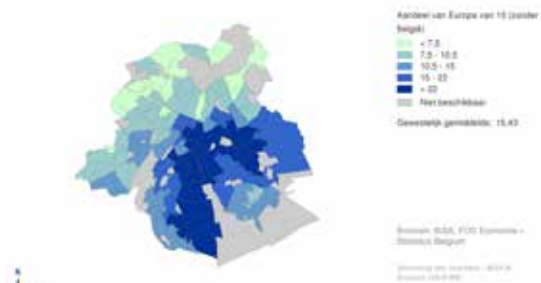 Aandeel van Europa van 15 (zonder
België)
< 7.5
7.5 - 10.5
10.5 - 15
15 - 22
> 22
Niet beschikbaar
Gewestelijk gemiddelde: 15,43
Bronnen: BISA, FOD Economie -
Statistics Belgium